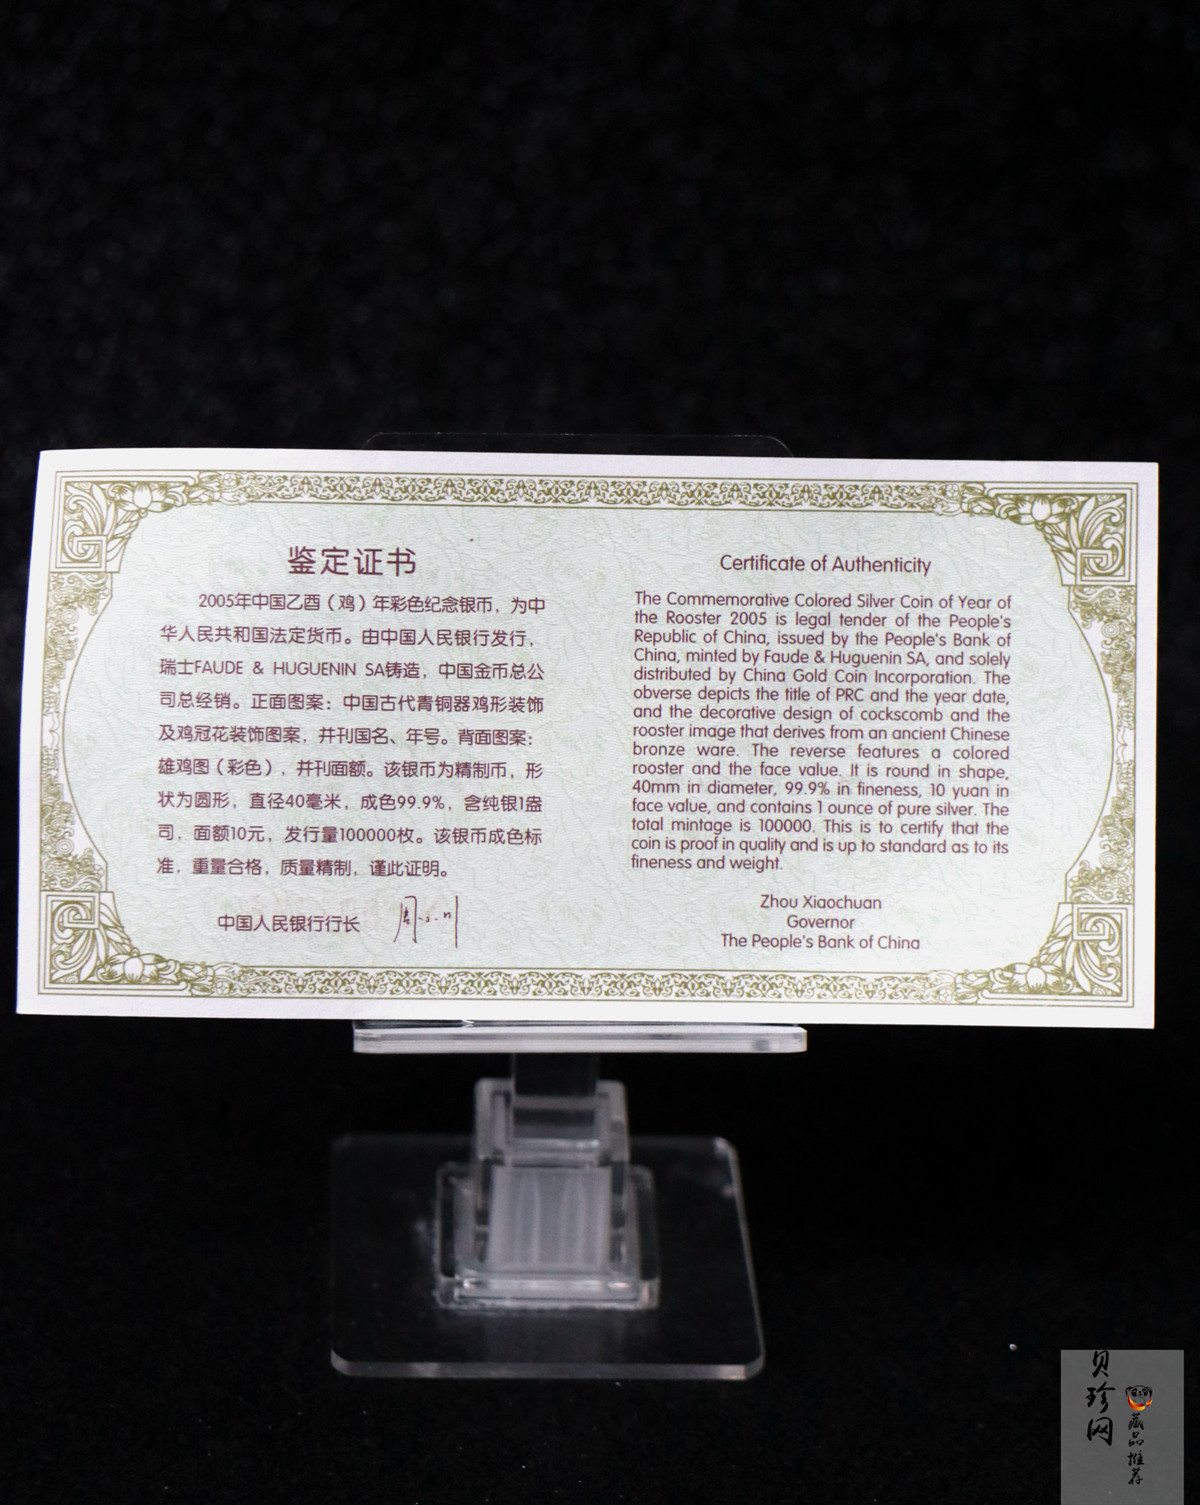 鉴定证书
2005年中国乙酉（鸡）年彩色纪念银币，为中
华人民共和国法定货币。由中国人民银行发行，
瑞士FAUDE & HUGUENIN SA铸造，中国金币总公
司总经销。正面图案：中国古代青铜器鸡形装饰
及鸡冠花装饰图案，并刊国名、年号。背面图案：
雄鸡图（彩色），并刊面额。该银币为精制币，形
状为圆形，直径40毫米，成色99.9%，含纯银1盎
司，面额10元，发行量100000枚。该银币成色标
准，重量合格，质量精制，谨此证明。
中国人民银行行长
Certificate of Authenticity
The Commemorative Colored Silver Coin of Year of
the Rooster 2005 is legal tender of the People's
Republic of China, issued by the People's Bank of
China, minted by Faude & Huguenin SA, and solely
distributed by China Gold Coin Incorporation. The
obverse depicts the title of PRC and the year date,
and the decorative design of cockscomb and the
rooster image that derives from an ancient Chinese
bronze ware. The reverse features a colored
rooster and the face value. It is round in shape,
40mm in diameter, 99.9% in fineness, 10 yuan in
face value, and contains 1 ounce of pure silver. The
total mintage is 100000. This is to certify that the
coin is proof in quality and is up to standard as to its
fineness and weight.
Zhou Xiaochuan
Governor
The People's Bank of China
贝珍网
藏品推荐